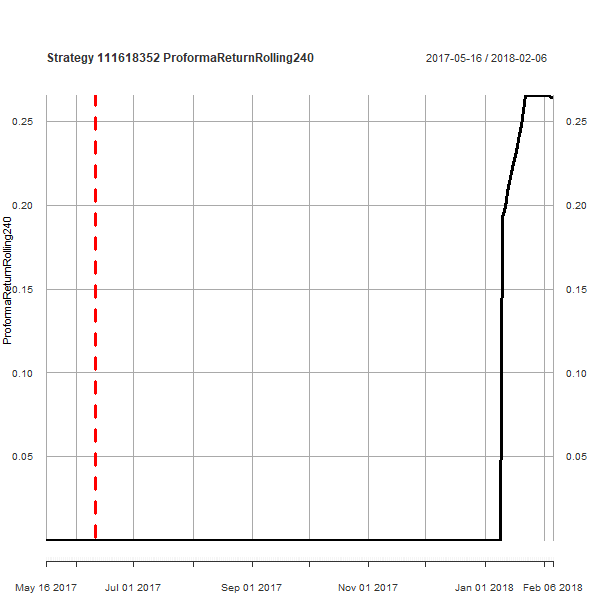 Strategy 111618352 ProformaReturnRolling240
2017-05-16 / 2018-02-06
ProformaReturnRolling240
0.25
0.25
0.20
0.20
0.15
0.15
0.10
0.10
0.05
0.05
May 16 2017
Jul 01 2017
Sep 01 2017
Nov 01 2017
Jan 01 2018
Feb 06 2018